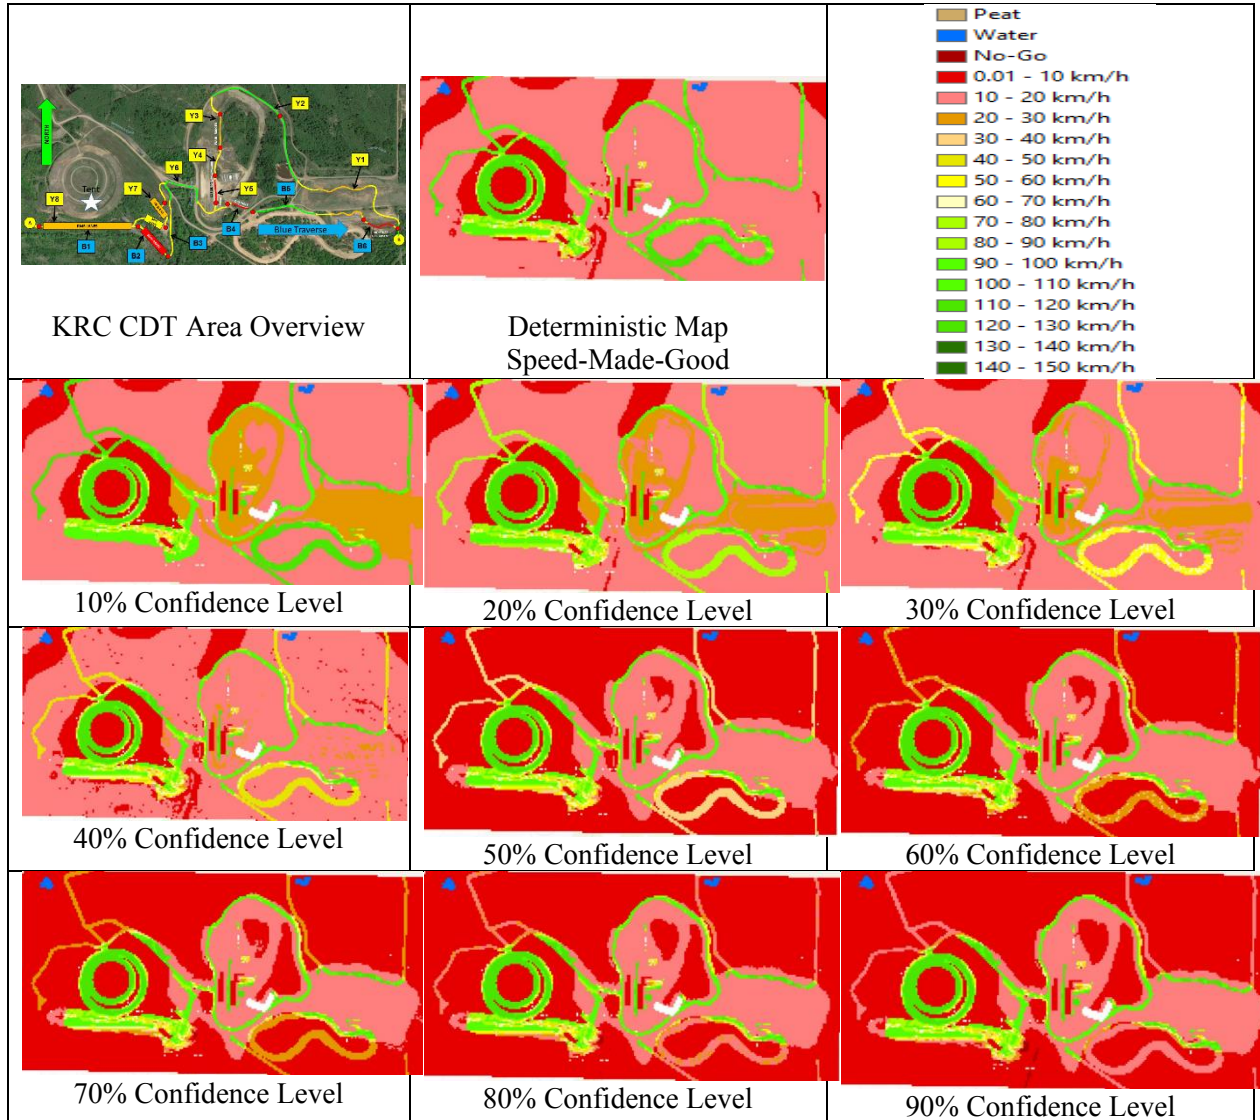 Y2
Y3
Y1
NORTH
Y4
Y6
Y7
Tent
Y5
B5
Y8
A
B4
Blue Traverse
B1
B2
B3
B6
KRC CDT Area Overview
Deterministic Map
Speed-Made-Good
Peat
Water
No-Go
0.01 - 10 km/h
10 - 20 km/h
20 - 30 km/h
30 - 40 km/h
40 - 50 km/h
50 - 60 km/h
60 - 70 km/h
70 - 80 km/h
80 - 90 km/h
90 - 100 km/h
100 - 110 km/h
110 - 120 km/h
120 - 130 km/h
130 - 140 km/h
140 - 150 km/h
10% Confidence Level
20% Confidence Level
30% Confidence Level
40% Confidence Level
50% Confidence Level
60% Confidence Level
70% Confidence Level
80% Confidence Level
90% Confidence Level